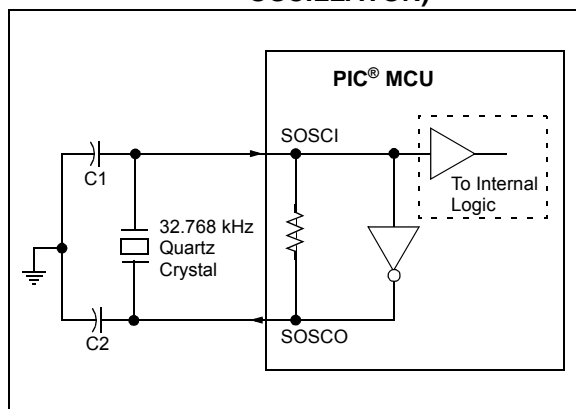 OSCILLATOR)
PIC® MCU
SOSCI
C1
To Internal
Logic
32.768 kHz
Quartz
Crystal
SOSCO
C2